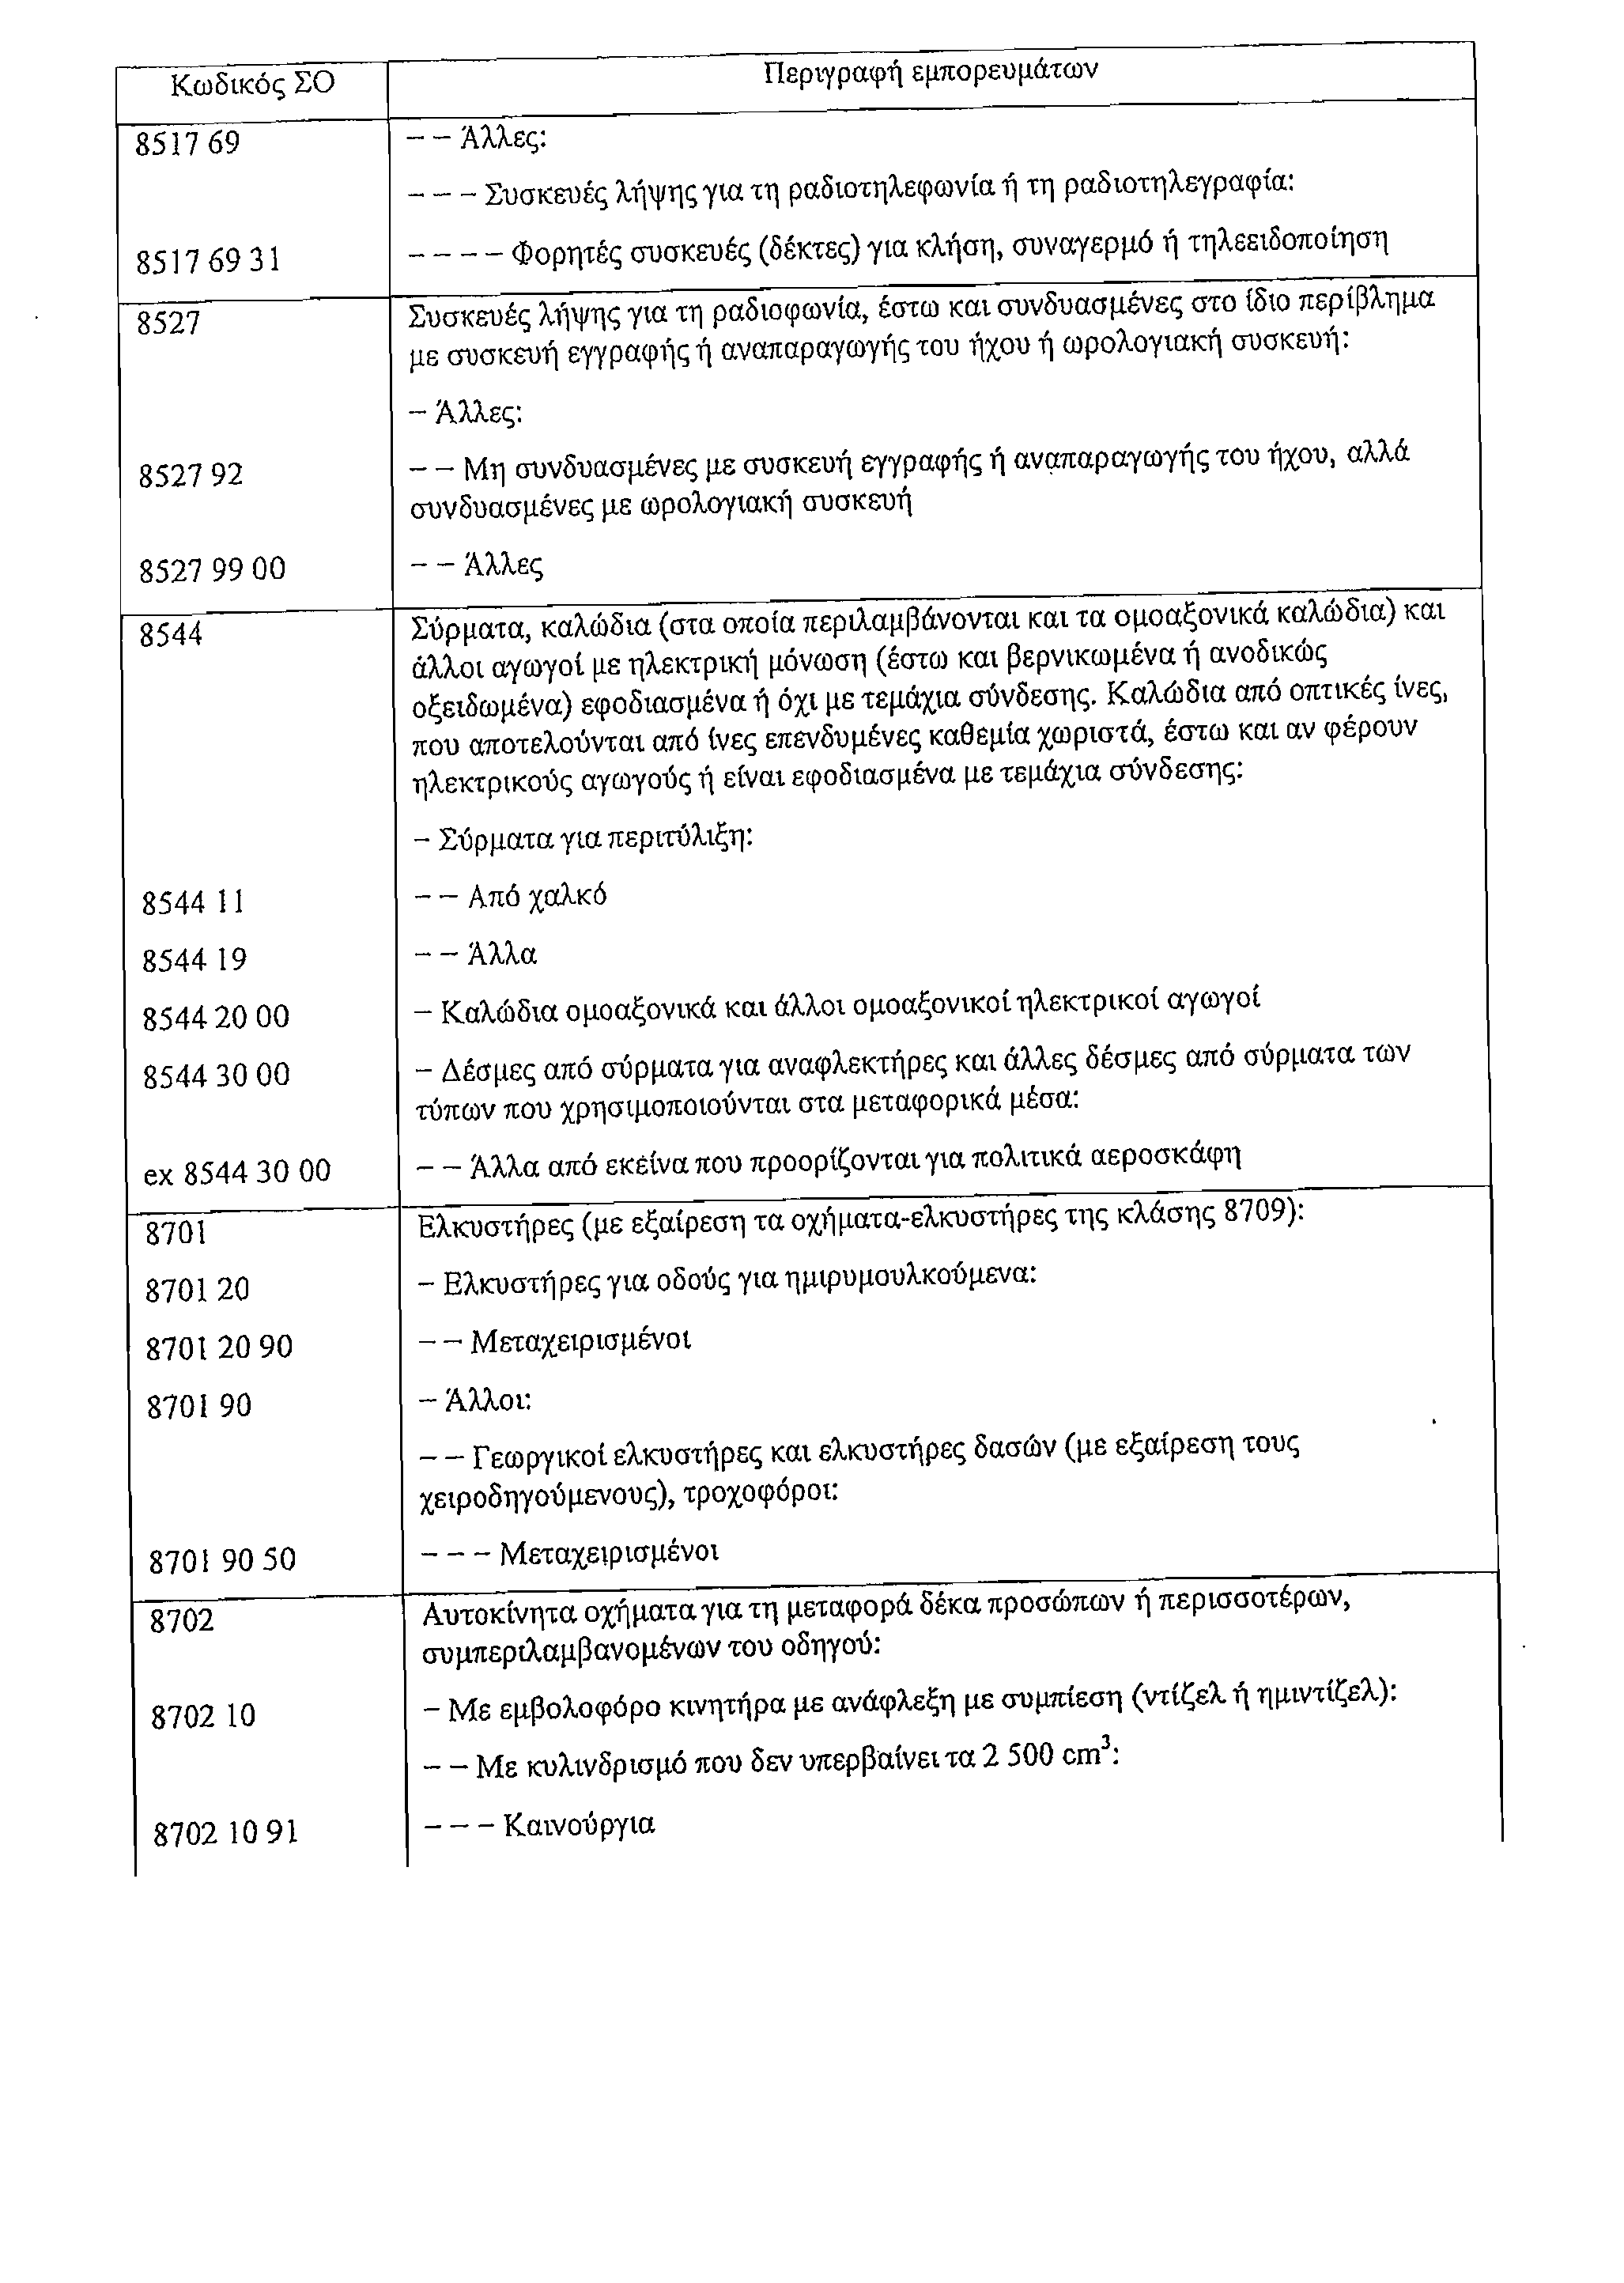 Κωδικός ΣΟ Περιγραφή εμπορευμάτων
8517 69 – – Άλλες:
– – – Συσκευές λήψης για τη ραδιοτηλεφωνία ή τη ραδιοτηλεγραφία:
8517 69 31 – – – – Φορητές συσκευές (δέκτες) για κλήση, συναγερμό ή τηλεειδοποίηση
8527 Συσκευές λήψης για τη ραδιοφωνία, έστω και συνδυασμένες στο ίδιο περίβλημα
με συσκευή εγγραφής ή αναπαραγωγής του ήχου ή ωρολογιακή συσκευή:
– Άλλες:
8527 92 – – Μη συνδυασμένες με συσκευή εγγραφής ή αναπαραγωγής του ήχου, αλλά
συνδυασμένες με ωρολογιακή συσκευή
8527 99 00 – – Άλλες
8544 Σύρματα, καλώδια (στα οποία περιλαμβάνονται και τα ομοαξονικά καλώδια) και
άλλοι αγωγοί με ηλεκτρική μόνωση (έστω και βερνικωμένα ή ανοδικώς
οξειδωμένα) εφοδιασμένα ή όχι με τεμάχια σύνδεσης. Καλώδια από οπτικές ίνες,
που αποτελούνται από ίνες επενδυμένες καθεμία χωριστά, έστω και αν φέρουν
ηλεκτρικούς αγωγούς ή είναι εφοδιασμένα με τεμάχια σύνδεσης:
– Σύρματα για περιτύλιξη:
8544 11 – – Από χαλκό
8544 19 – – Άλλα
8544 20 00 – Καλώδια ομοαξονικά και άλλοι ομοαξονικοί ηλεκτρικοί αγωγοί
8544 30 00 – Δέσμες από σύρματα για αναφλεκτήρες και άλλες δέσμες από σύρματα των
τύπων που χρησιμοποιούνται στα μεταφορικά μέσα:
ex 8544 30 00 – – Άλλα από εκείνα που προορίζονται για πολιτικά αεροσκάφη
8701 Ελκυστήρες (με εξαίρεση τα οχήματα-ελκυστήρες της κλάσης 8709):
8701 20 – Ελκυστήρες για οδούς για ημιρυμουλκούμενα:
8701 20 90 – – Μεταχειρισμένοι
8701 90 – Άλλοι:
– – Γεωργικοί ελκυστήρες και ελκυστήρες δασών (με εξαίρεση τους
χειροδηγούμενους), τροχοφόροι:
8701 90 50 – – – Μεταχειρισμένοι
8702 Αυτοκίνητα οχήματα για τη μεταφορά δέκα προσώπων ή περισσοτέρων,
συμπεριλαμβανομένων του οδηγού:
8702 10 – Με εμβολοφόρο κινητήρα με ανάφλεξη με συμπίεση (ντίζελ ή ημιντίζελ):
– – Με κυλινδρισμό που δεν υπερβαίνει τα 2 500 cm³:
8702 10 91 – – – Καινούργια